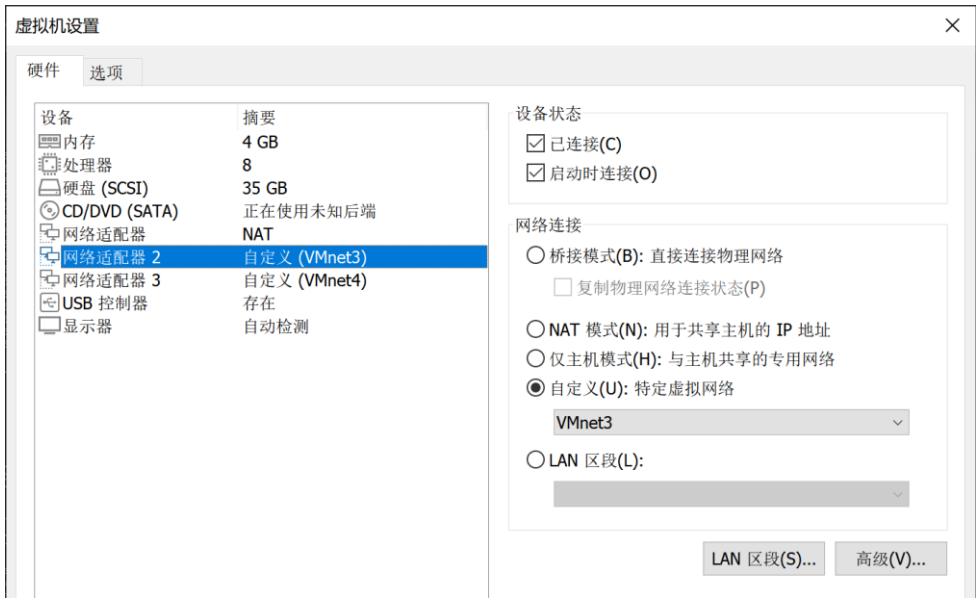 虚拟机设置
硬件 选项
设备 摘要
内存 4 GB
处理器 8
硬盘 (SCSI) 35 GB
CD/DVD (SATA) 正在使用未知后端
网络适配器 NAT
网络适配器 2 自定义 (VMnet3)
网络适配器 3 自定义 (VMnet4)
USB 控制器 存在
显示器 自动检测
设备状态
已连接(C)
启动时连接(O)
网络连接
桥接模式(B): 直接连接物理网络
复制物理网络连接状态(P)
NAT 模式(N): 用于共享主机的 IP 地址
仅主机模式(H): 与主机共享的专用网络
自定义(U): 特定虚拟网络
VMnet3
LAN 区段(L):
LAN 区段(S)... 高级(V)...